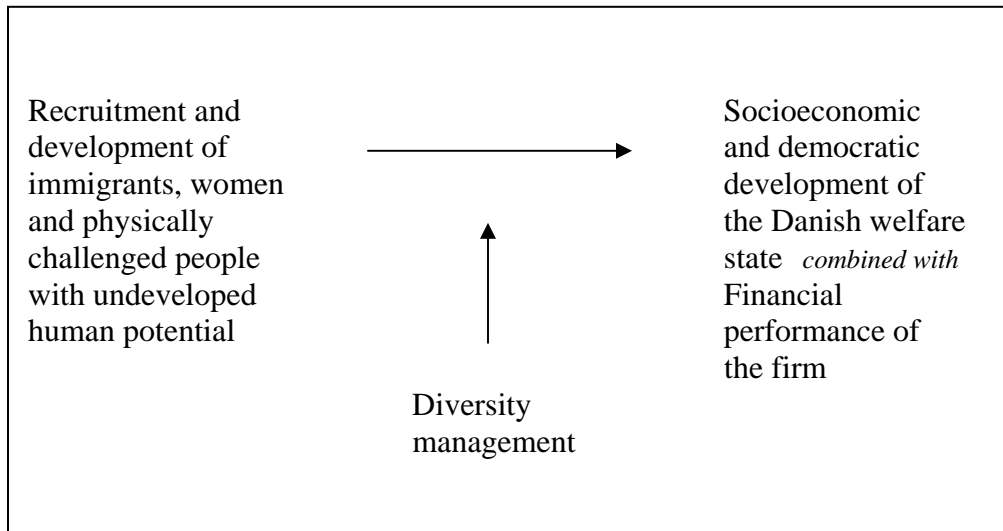 Recruitment and
development of
immigrants, women
and physically
challenged people
with undeveloped
human potential
Socioeconomic
and democratic
development of
the Danish welfare
state combined with
Financial
performance of
the firm
Diversity
management